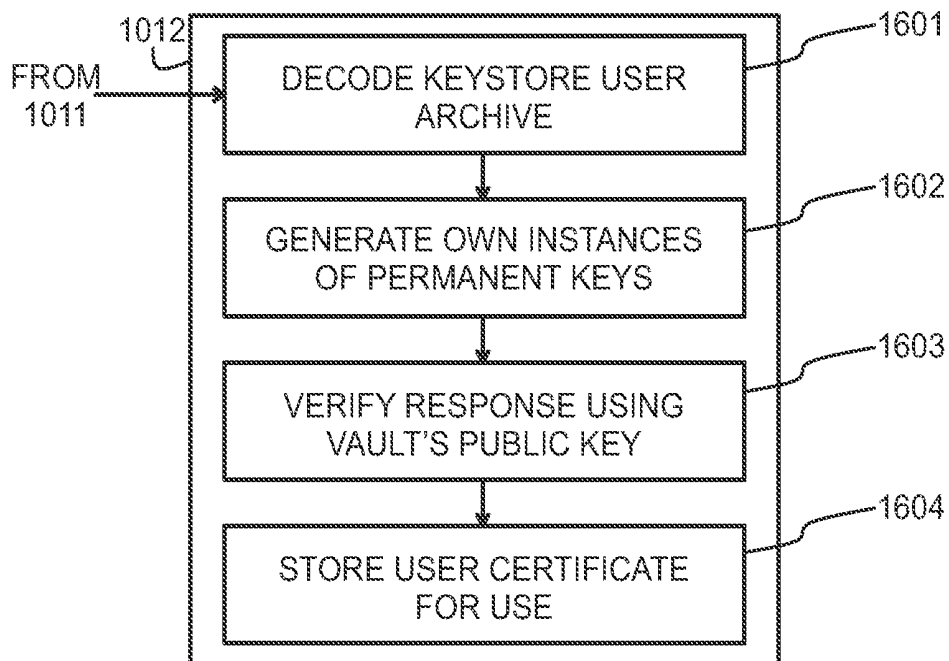 1012
1601
FROM
1011
DECODE KEYSTORE USER
ARCHIVE
1602
GENERATE OWN INSTANCES
OF PERMANENT KEYS
1603
VERIFY RESPONSE USING
VAULT'S PUBLIC KEY
1604
STORE USER CERTIFICATE
FOR USE